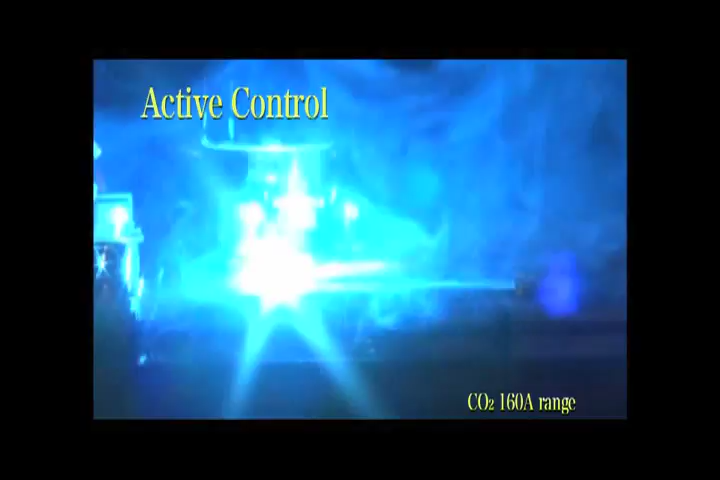 Active Control
CO₂ 160A range